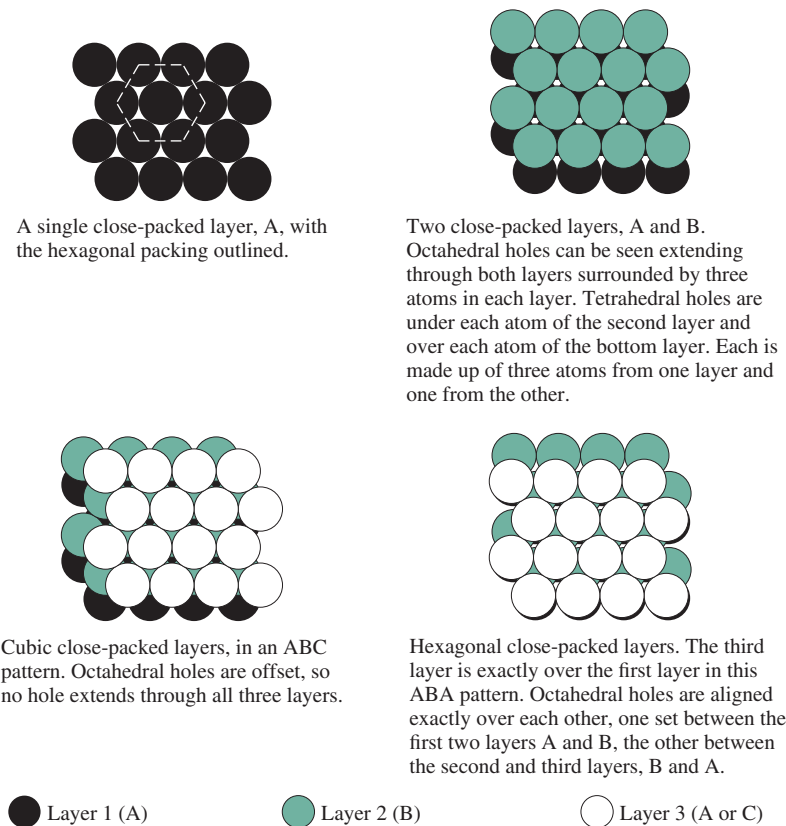 A single close-packed layer, A, with
the hexagonal packing outlined.
Two close-packed layers, A and B.
Octahedral holes can be seen extending
through both layers surrounded by three
atoms in each layer. Tetrahedral holes are
under each atom of the second layer and
over each atom of the bottom layer. Each is
made up of three atoms from one layer and
one from the other.
Cubic close-packed layers, in an ABC
pattern. Octahedral holes are offset, so
no hole extends through all three layers.
Hexagonal close-packed layers. The third
layer is exactly over the first layer in this
ABA pattern. Octahedral holes are aligned
exactly over each other, one set between the
first two layers A and B, the other between
the second and third layers, B and A.
Layer 1 (A)
Layer 2 (B)
Layer 3 (A or C)